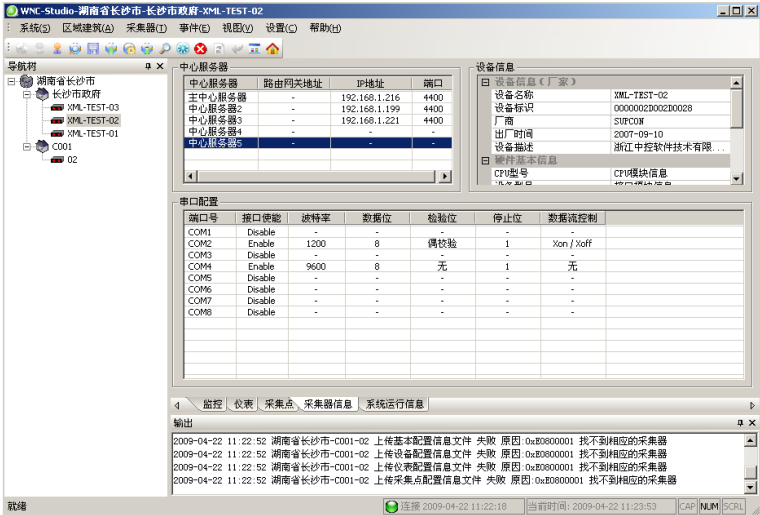 WNC-Studio-湖南省长沙市-长沙市政府-XML-TEST-02
系统(S) 区域建筑(A) 采集器(T) 事件(E) 视图(V) 设置(C) 帮助(H)
导航树
湖南省长沙市
长沙市政府
XML-TEST-03
XML-TEST-02
XML-TEST-01
C001
02
中心服务器
中心服务器 路由网关地址 IP地址 端口
主中心服务器 - 192.168.1.216 4400
中心服务器2 - 192.168.1.199 4400
中心服务器3 - 192.168.1.221 4400
中心服务器4 - - -
中心服务器5 - - -
设备信息
设备信息(厂家)
设备名称 XML-TEST-02
设备标识 0000002D002D0028
厂商 SUPCON
出厂时间 2007-09-10
设备描述 浙江中控软件技术有限...
硬件基本信息
CPU型号 CPU模块信息
串口配置
端口号 接口使能 波特率 数据位 检验位 停止位 数据流控制
COM1 Disable - - - - -
COM2 Enable 1200 8 偶校验 1 Xon / Xoff
COM3 Disable - - - - -
COM4 Enable 9600 8 无 1 无
COM5 Disable - - - - -
COM6 Disable - - - - -
COM7 Disable - - - - -
COM8 Disable - - - - -
监控 仪表 采集点 采集器信息 系统运行信息
输出
2009-04-22 11:22:52 湖南省长沙市-C001-02 上传基本配置信息文件 失败 原因:0xE0800001 找不到相应的采集器
2009-04-22 11:22:52 湖南省长沙市-C001-02 上传设备配置信息文件 失败 原因:0xE0800001 找不到相应的采集器
2009-04-22 11:22:52 湖南省长沙市-C001-02 上传仪表配置信息文件 失败 原因:0xE0800001 找不到相应的采集器
2009-04-22 11:22:52 湖南省长沙市-C001-02 上传采集点配置信息文件 失败 原因:0xE0800001 找不到相应的采集器
就绪 连接 2009-04-22 11:22:18 当前时间: 2009-04-22 11:23:53 CAP NUM SCRL